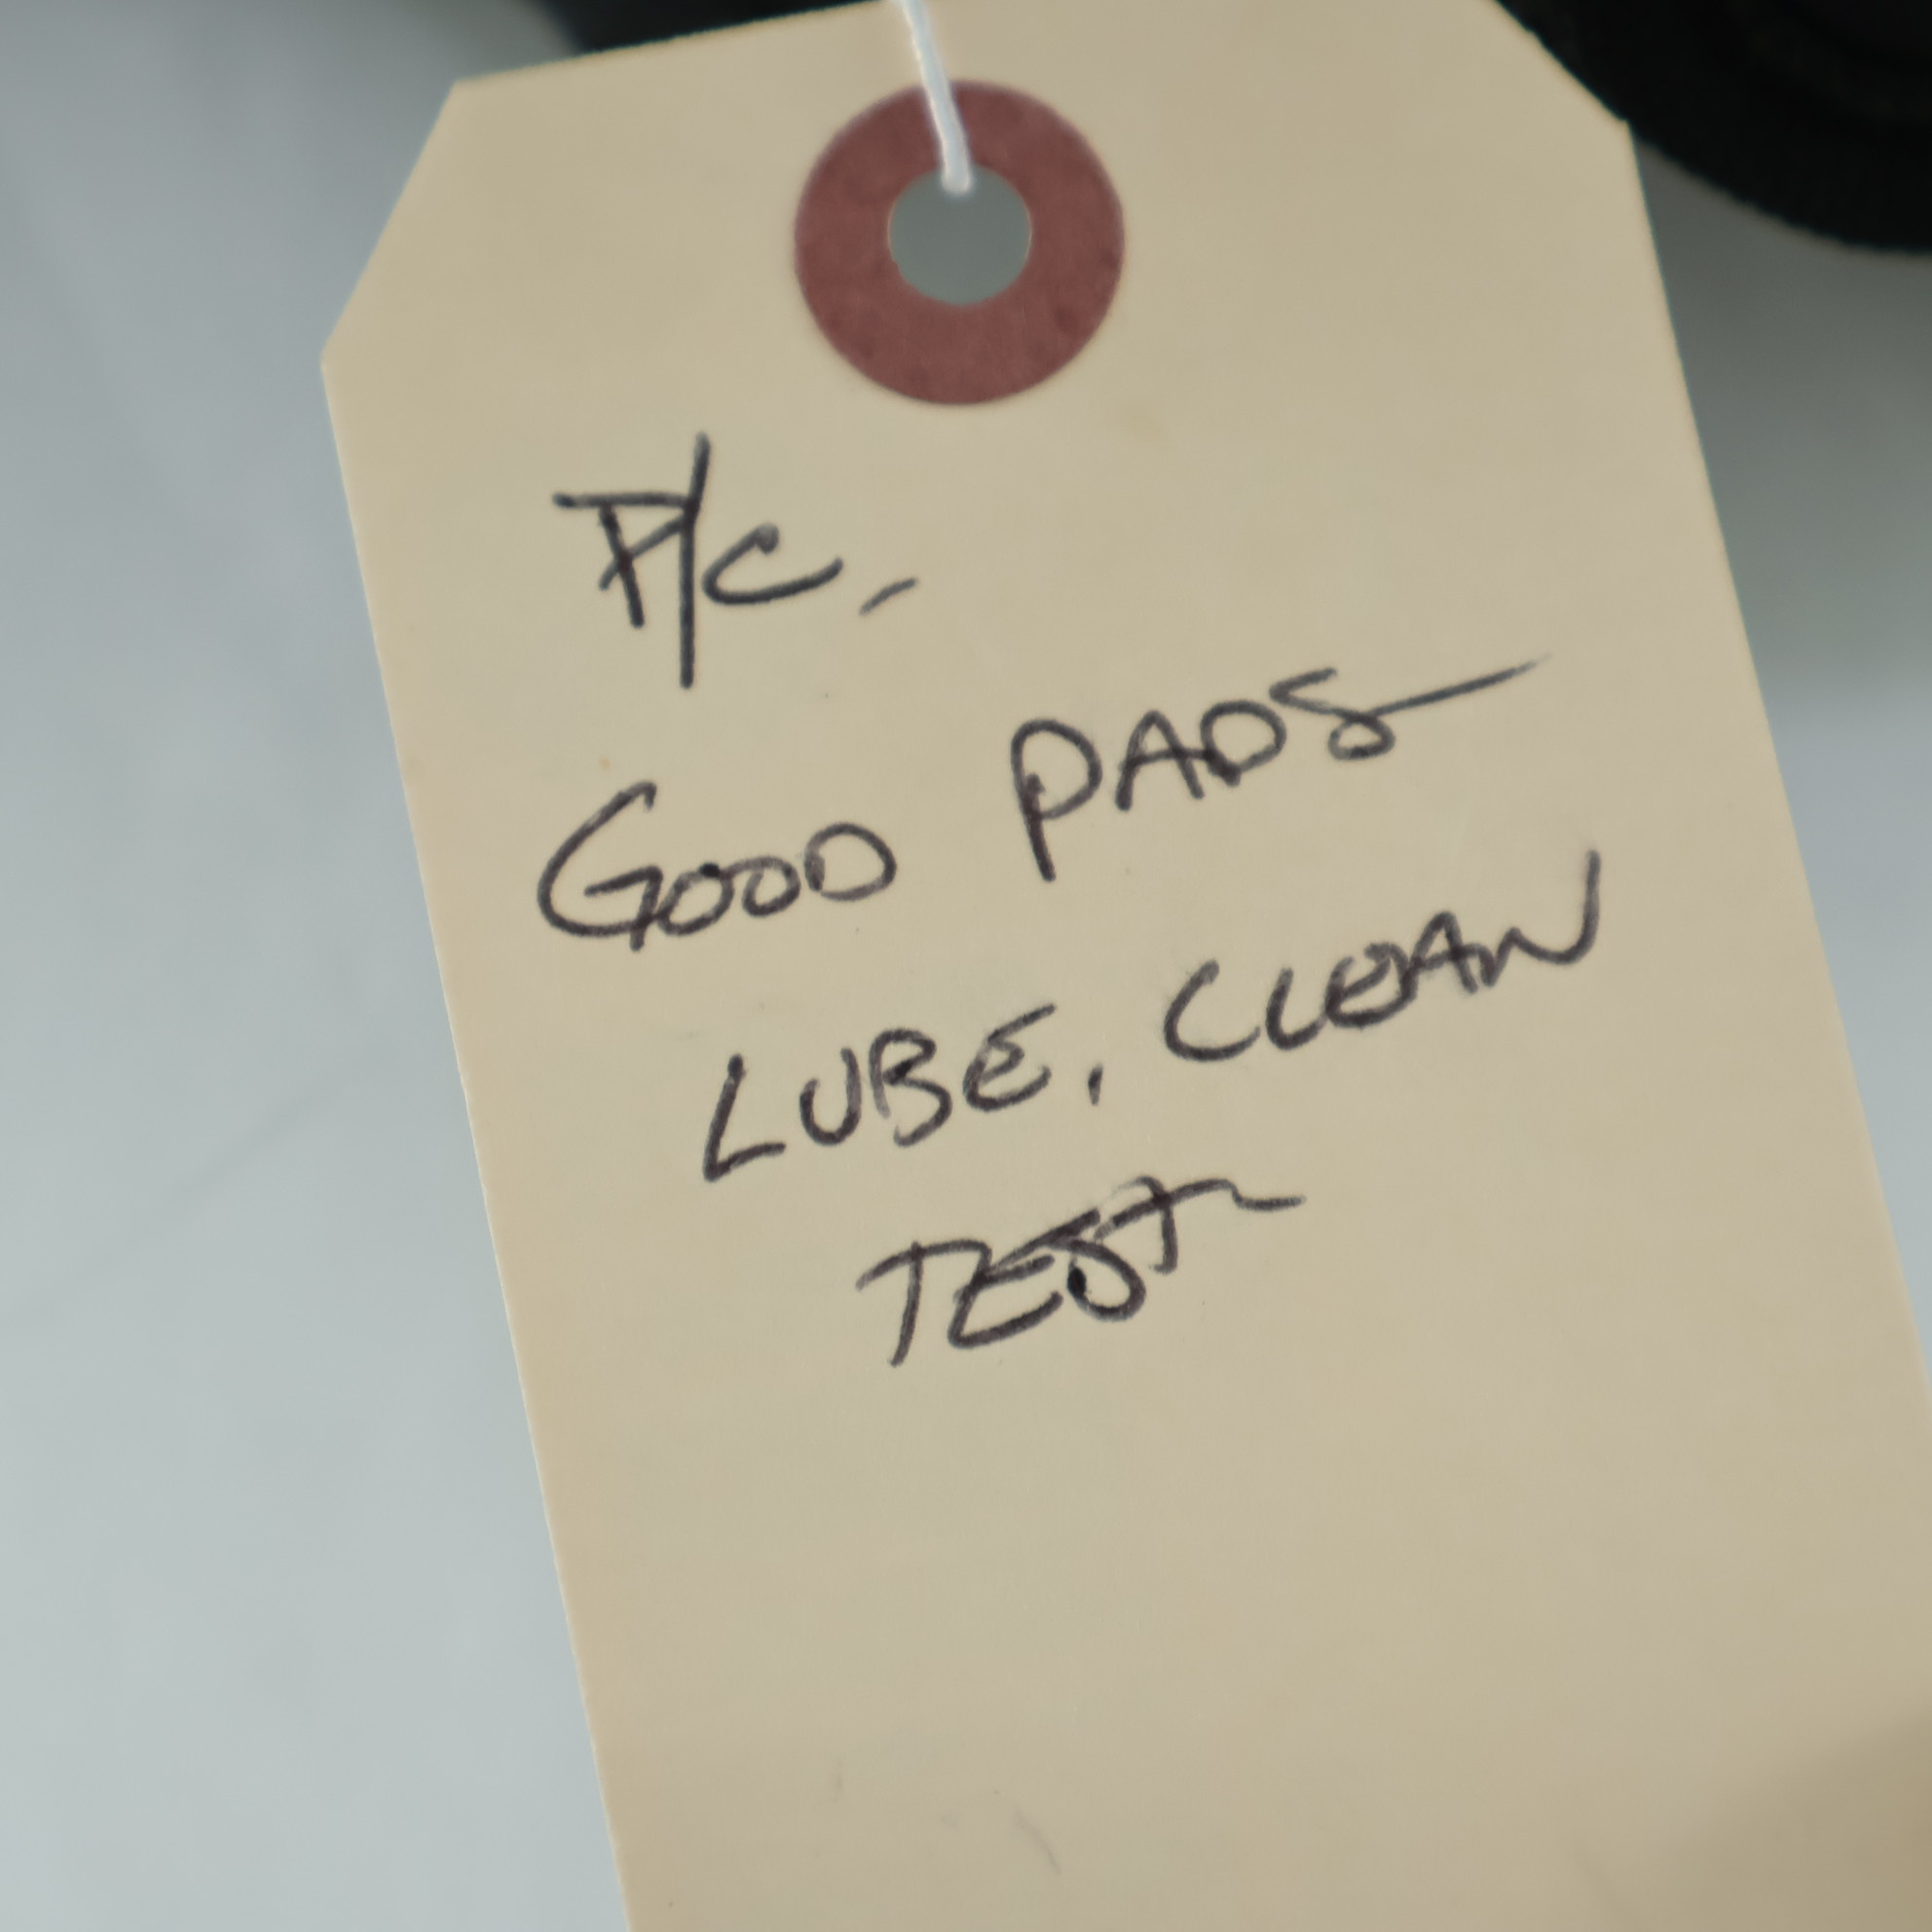 P/C -
GOOD PADS
LUBE, CLEAN
TEST